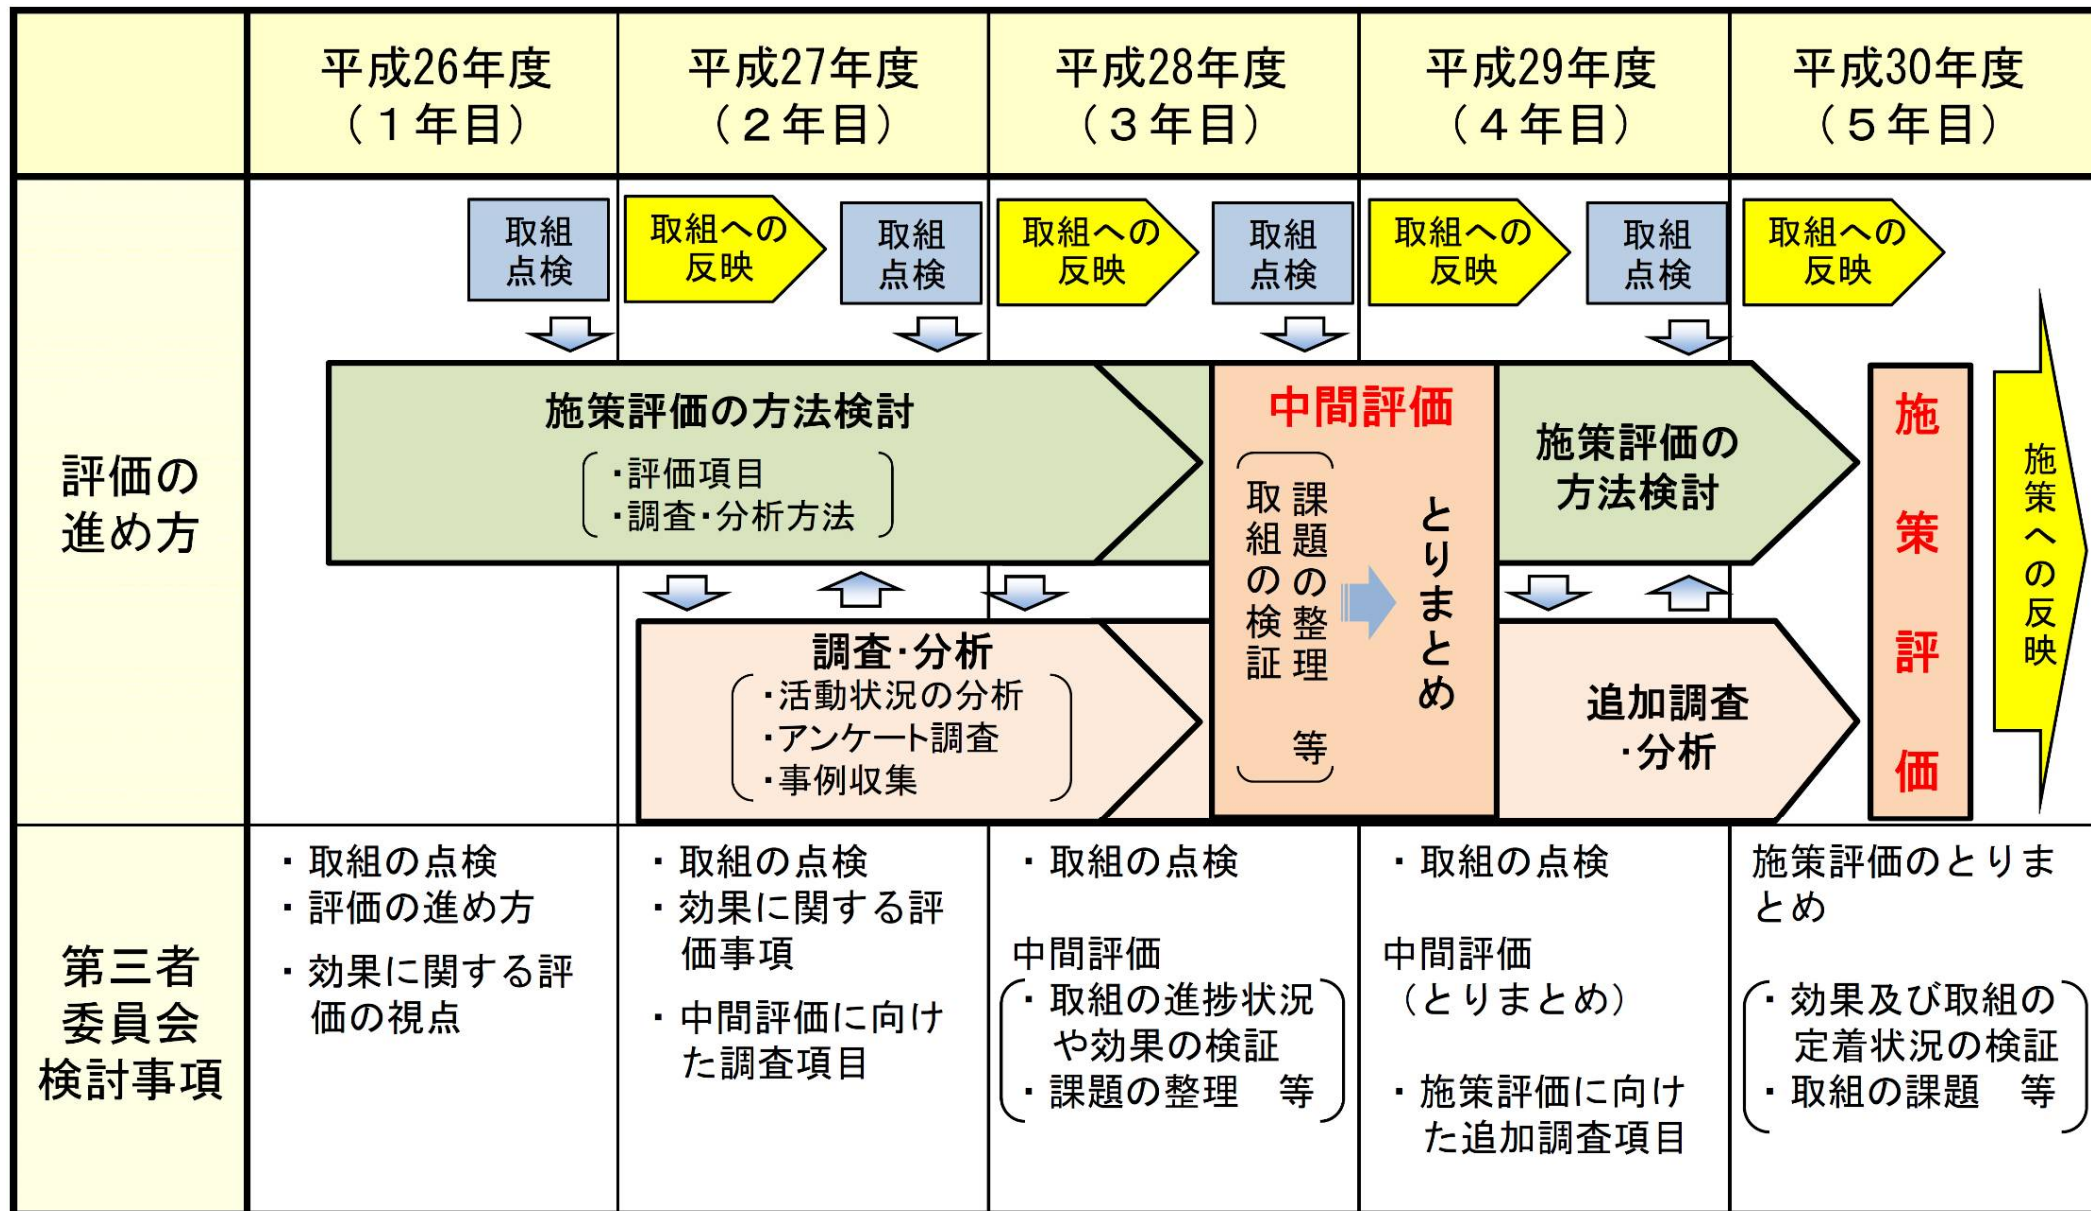 平成26年度
（１年目）
平成27年度
（２年目）
平成28年度
（３年目）
平成29年度
（４年目）
平成30年度
（５年目）
評価の
進め方
取組
点検
取組への
反映
取組
点検
取組への
反映
取組
点検
取組への
反映
取組
点検
取組への
反映
施策評価の方法検討
・評価項目
・調査・分析方法
調査・分析
・活動状況の分析
・アンケート調査
・事例収集
中間評価
取組の検証
課題の整理　等
とりまとめ
施策評価の
方法検討
追加調査
・分析
施策評価
施策への反映
第三者
委員会
検討事項
・取組の点検
・評価の進め方
・効果に関する評
価の視点
・取組の点検
・効果に関する評
価事項
・中間評価に向け
た調査項目
・取組の点検
中間評価
・取組の進捗状況
や効果の検証
・課題の整理　等
・取組の点検
中間評価
（とりまとめ）
・施策評価に向け
た追加調査項目
施策評価のとりま
とめ
・効果及び取組の
定着状況の検証
・取組の課題　等